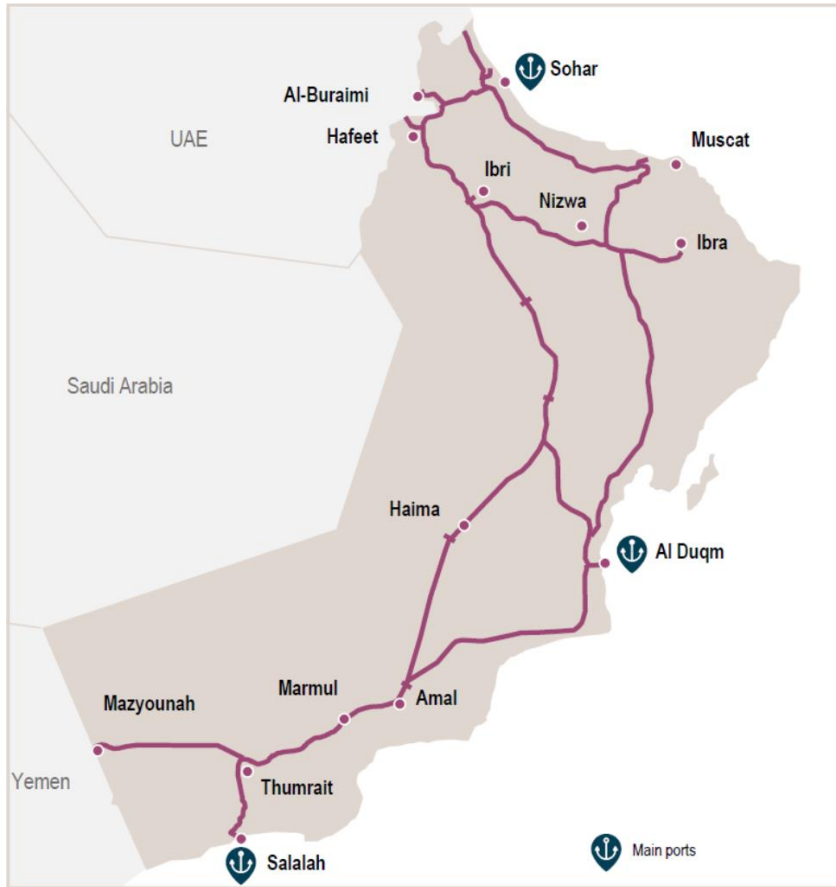 Sohar
Al-Buraimi
UAE
Hafeet
Muscat
Ibri
Nizwa
Ibra
Saudi Arabia
Haima
Al Duqm
Marmul
Mazyounah
Amal
Yemen
Thumrait
Main ports
Salalah